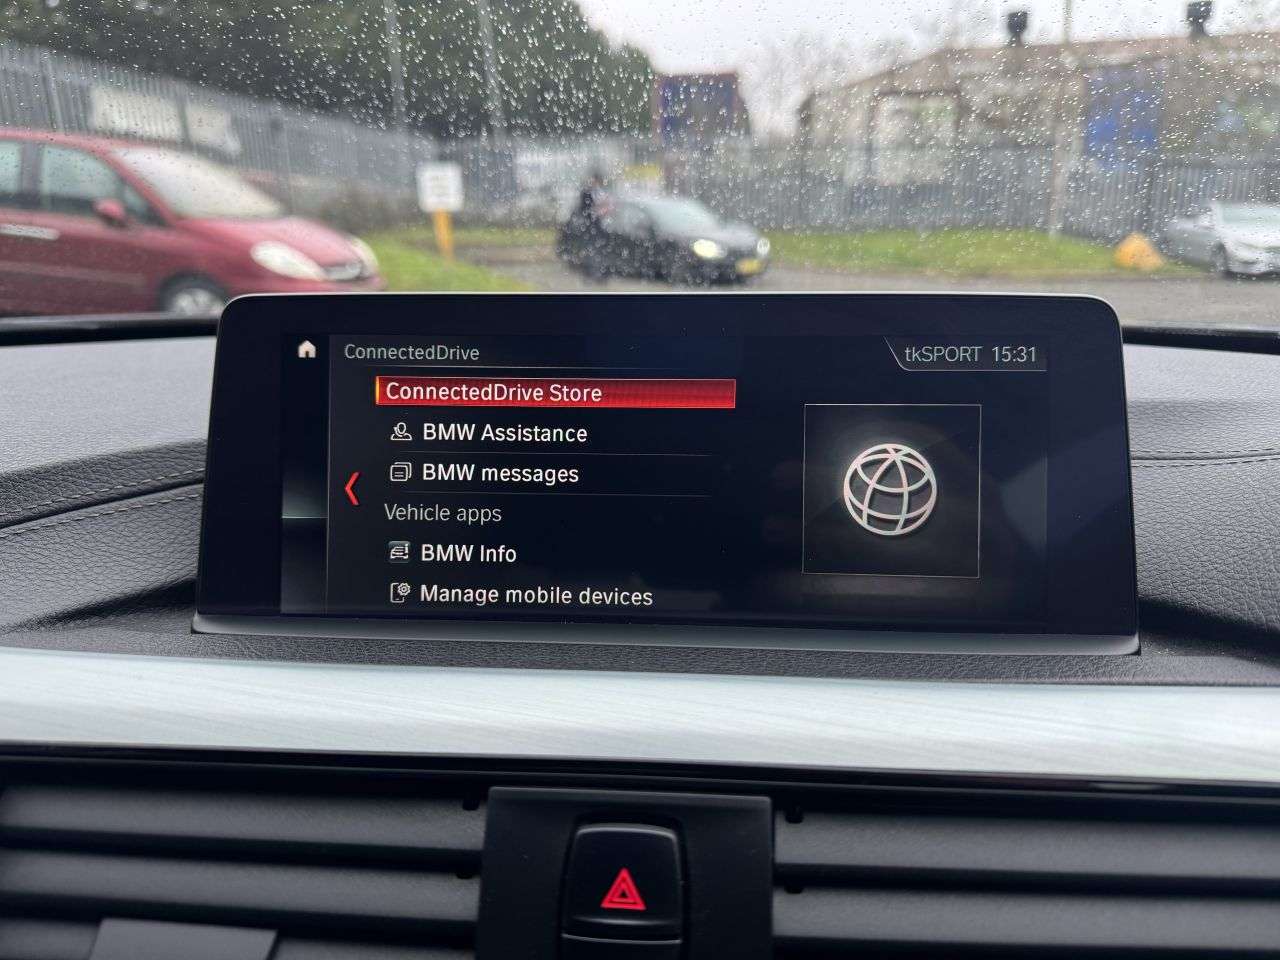 ConnectedDrive
tkSPORT 15:31
ConnectedDrive Store
BMW Assistance
BMW messages
Vehicle apps
BMW Info
Manage mobile devices